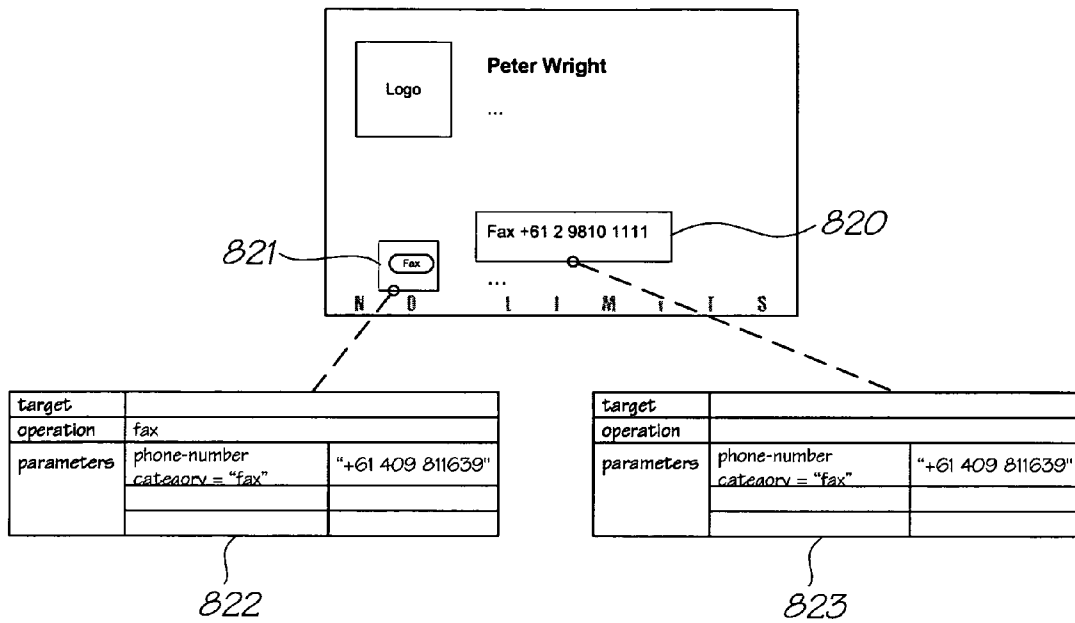 Peter Wright
Logo
...
Fax +61 2 9810 1111
820
821
Fax
...
N O L I M I T S
target
operation fax
parameters phone-number category = "fax" "+61 409 811639"
822
target
operation
parameters phone-number category = "fax" "+61 409 811639"
823